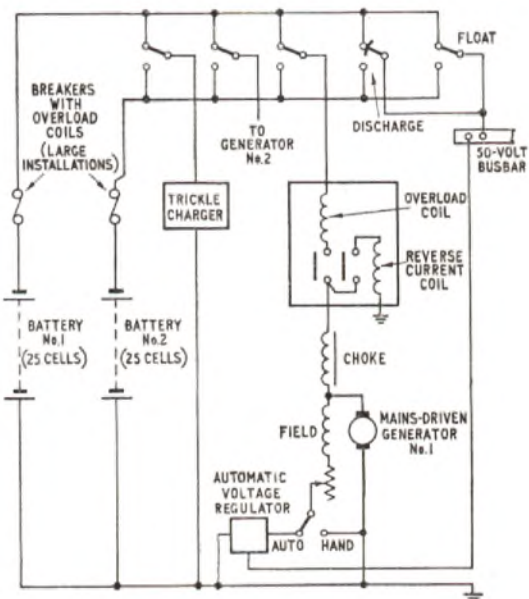 FLOAT
BREAKERS
WITH
OVERLOAD
COILS
(LARGE
INSTALLATIONS)
TO
GENERATOR
No.2
DISCHARGE
50-VOLT
BUSBAR
TRICKLE
CHARGER
OVERLOAD
COIL
REVERSE
CURRENT
COIL
BATTERY
No.1
(25 CELLS)
BATTERY
No.2
(25 CELLS)
CHOKE
FIELD
MAINS-DRIVEN
GENERATOR
No.1
AUTOMATIC
VOLTAGE
REGULATOR
AUTO HAND